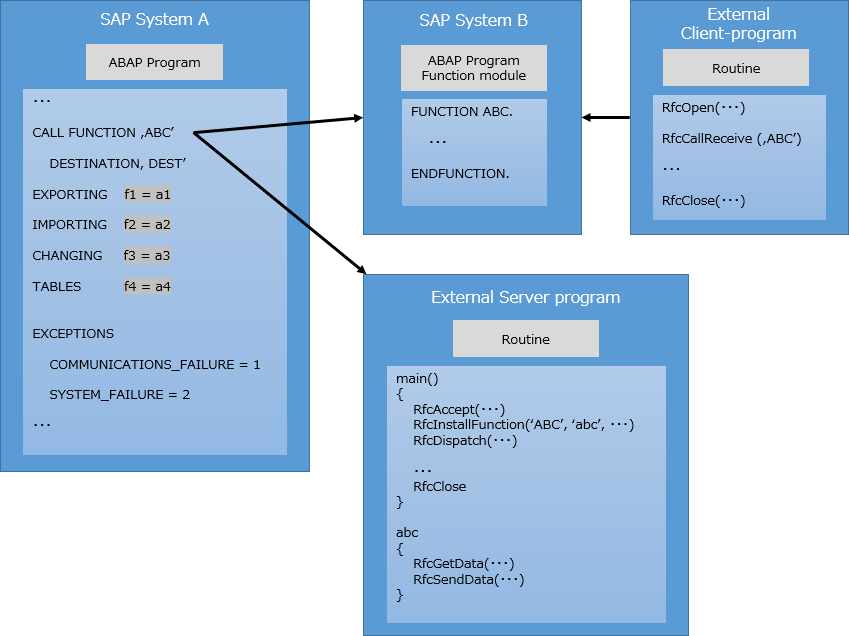 SAP System A
ABAP Program
...
CALL FUNCTION ‚ABC’
DESTINATION, DEST’
EXPORTING f1 = a1
IMPORTING f2 = a2
CHANGING f3 = a3
TABLES f4 = a4
EXCEPTIONS
COMMUNICATIONS_FAILURE = 1
SYSTEM_FAILURE = 2
...
SAP System B
ABAP Program
Function module
FUNCTION ABC.
...
ENDFUNCTION.
External
Client-program
Routine
RfcOpen(···)
RfcCallReceive (‚ABC’)
...
RfcClose(···)
External Server program
Routine
main()
{
RfcAccept(···)
RfcInstallFunction(‘ABC’, ‘abc’, ···)
RfcDispatch(···)
...
RfcClose
}
abc
{
RfcGetData(···)
RfcSendData(···)
}